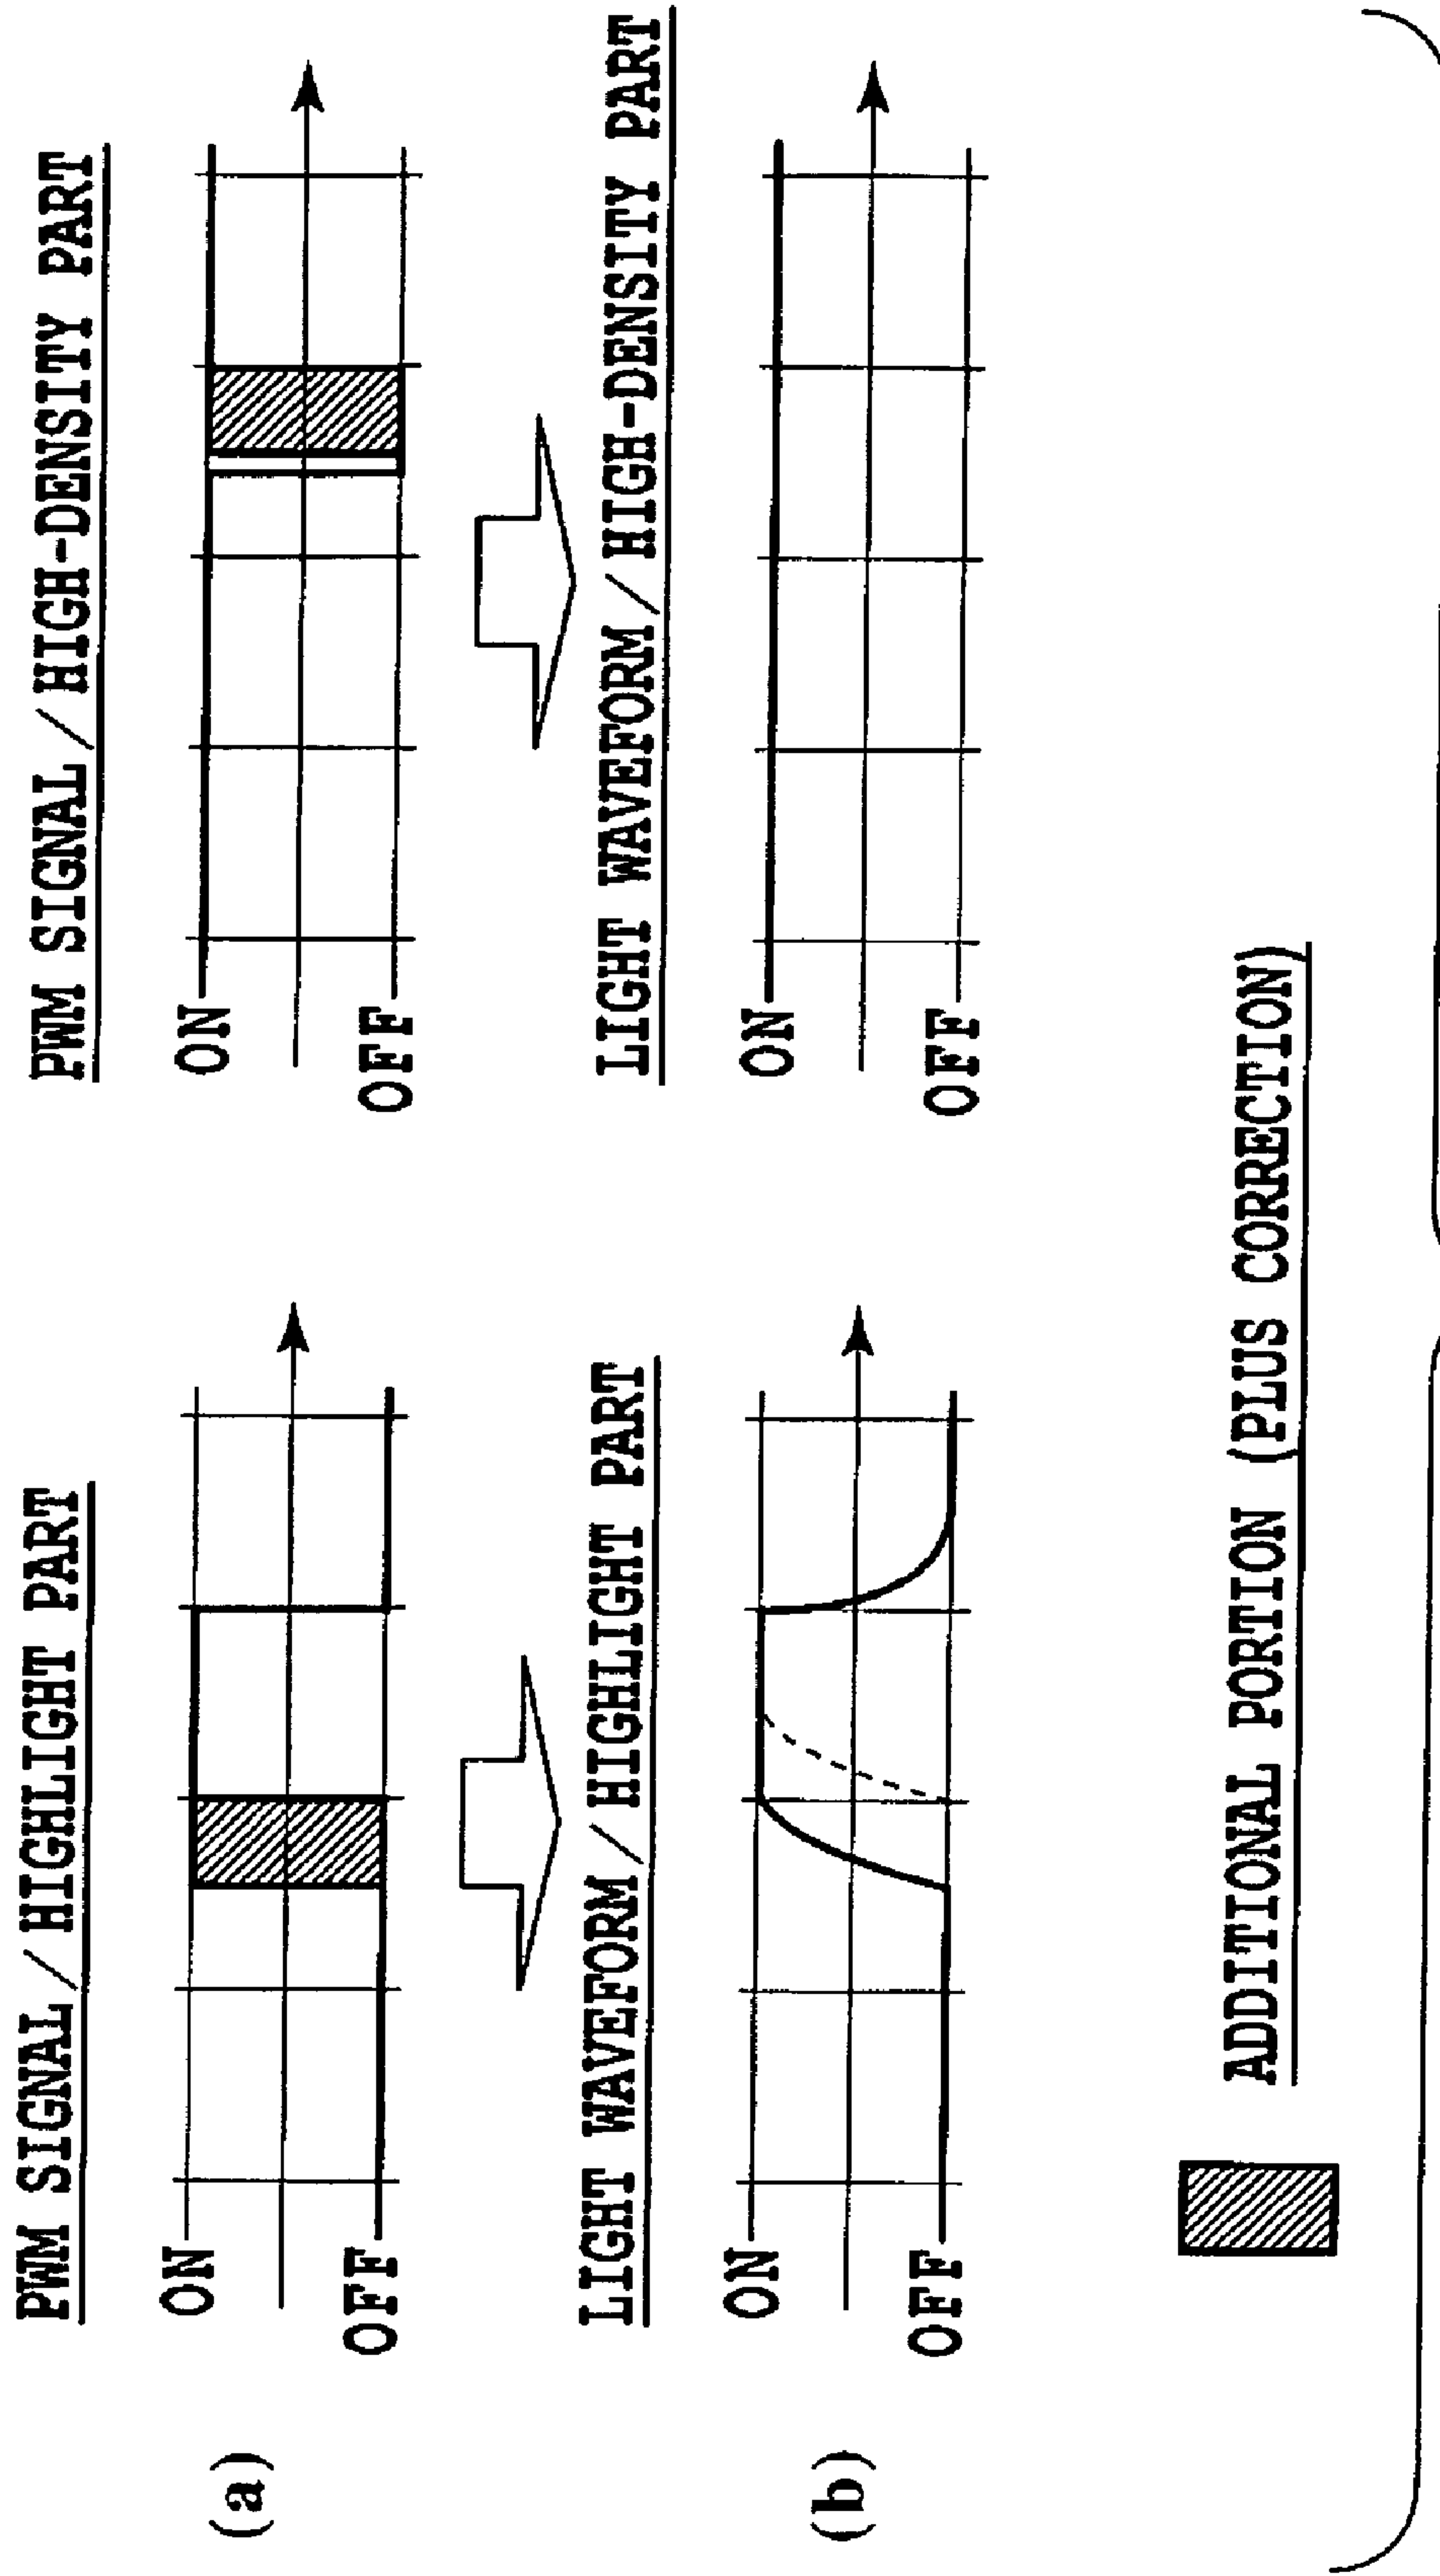 PWM SIGNAL/HIGHLIGHT PART
PWM SIGNAL/HIGH-DENSITY PART
(a)
ON
OFF
ON
OFF
LIGHT WAVEFORM/HIGHLIGHT PART
LIGHT WAVEFORM/HIGH-DENSITY PART
(b)
ON
OFF
ON
OFF
ADDITIONAL PORTION (PLUS CORRECTION)